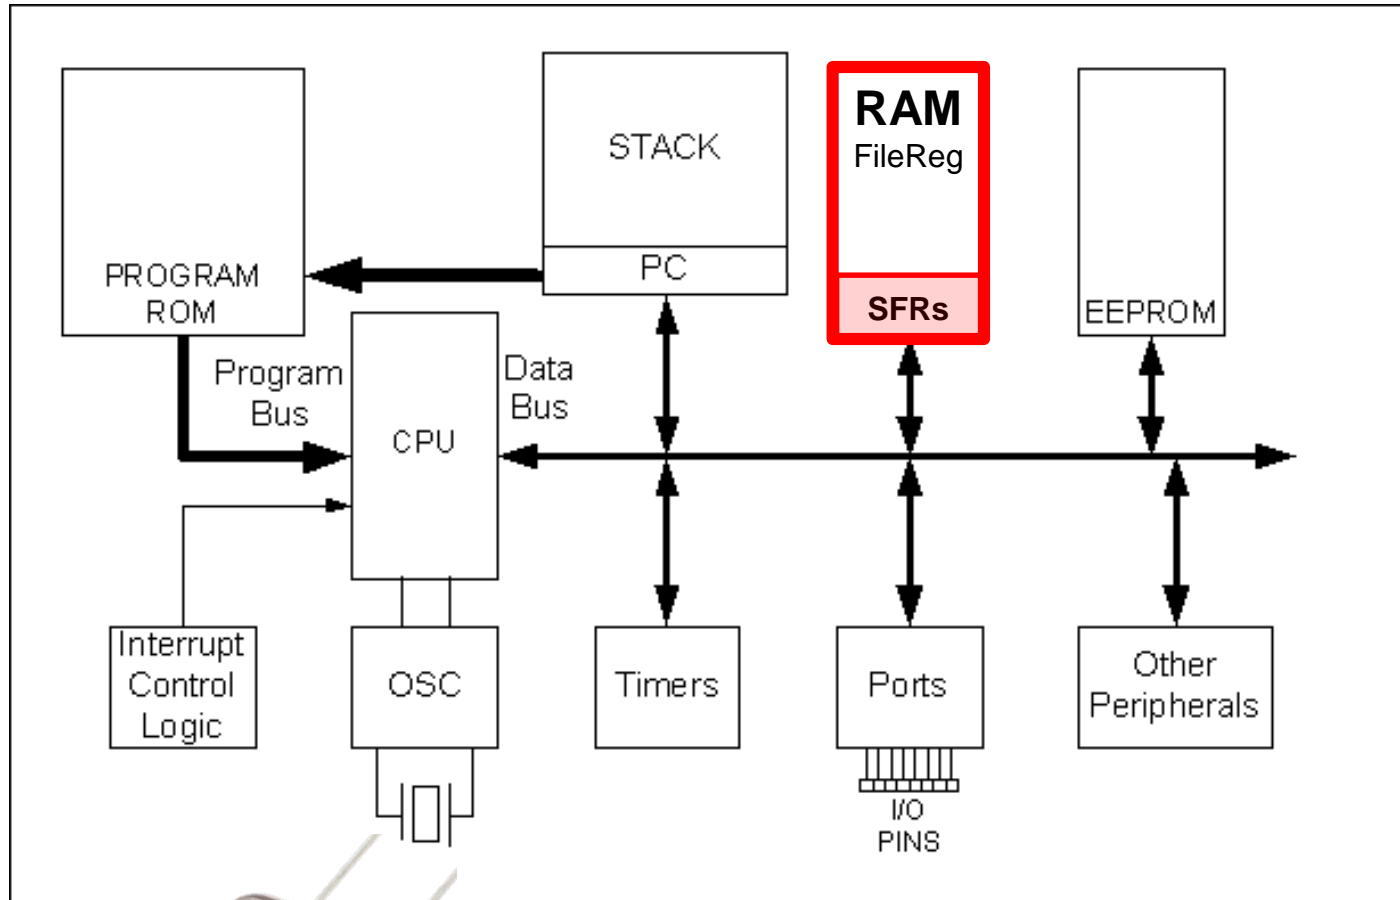 PROGRAM
ROM
STACK
PC
RAM
FileReg
SFRs
EEPROM
Program
Bus
CPU
Data
Bus
Interrupt
Control
Logic
OSC
Timers
Ports
Other
Peripherals
I/O
PINS